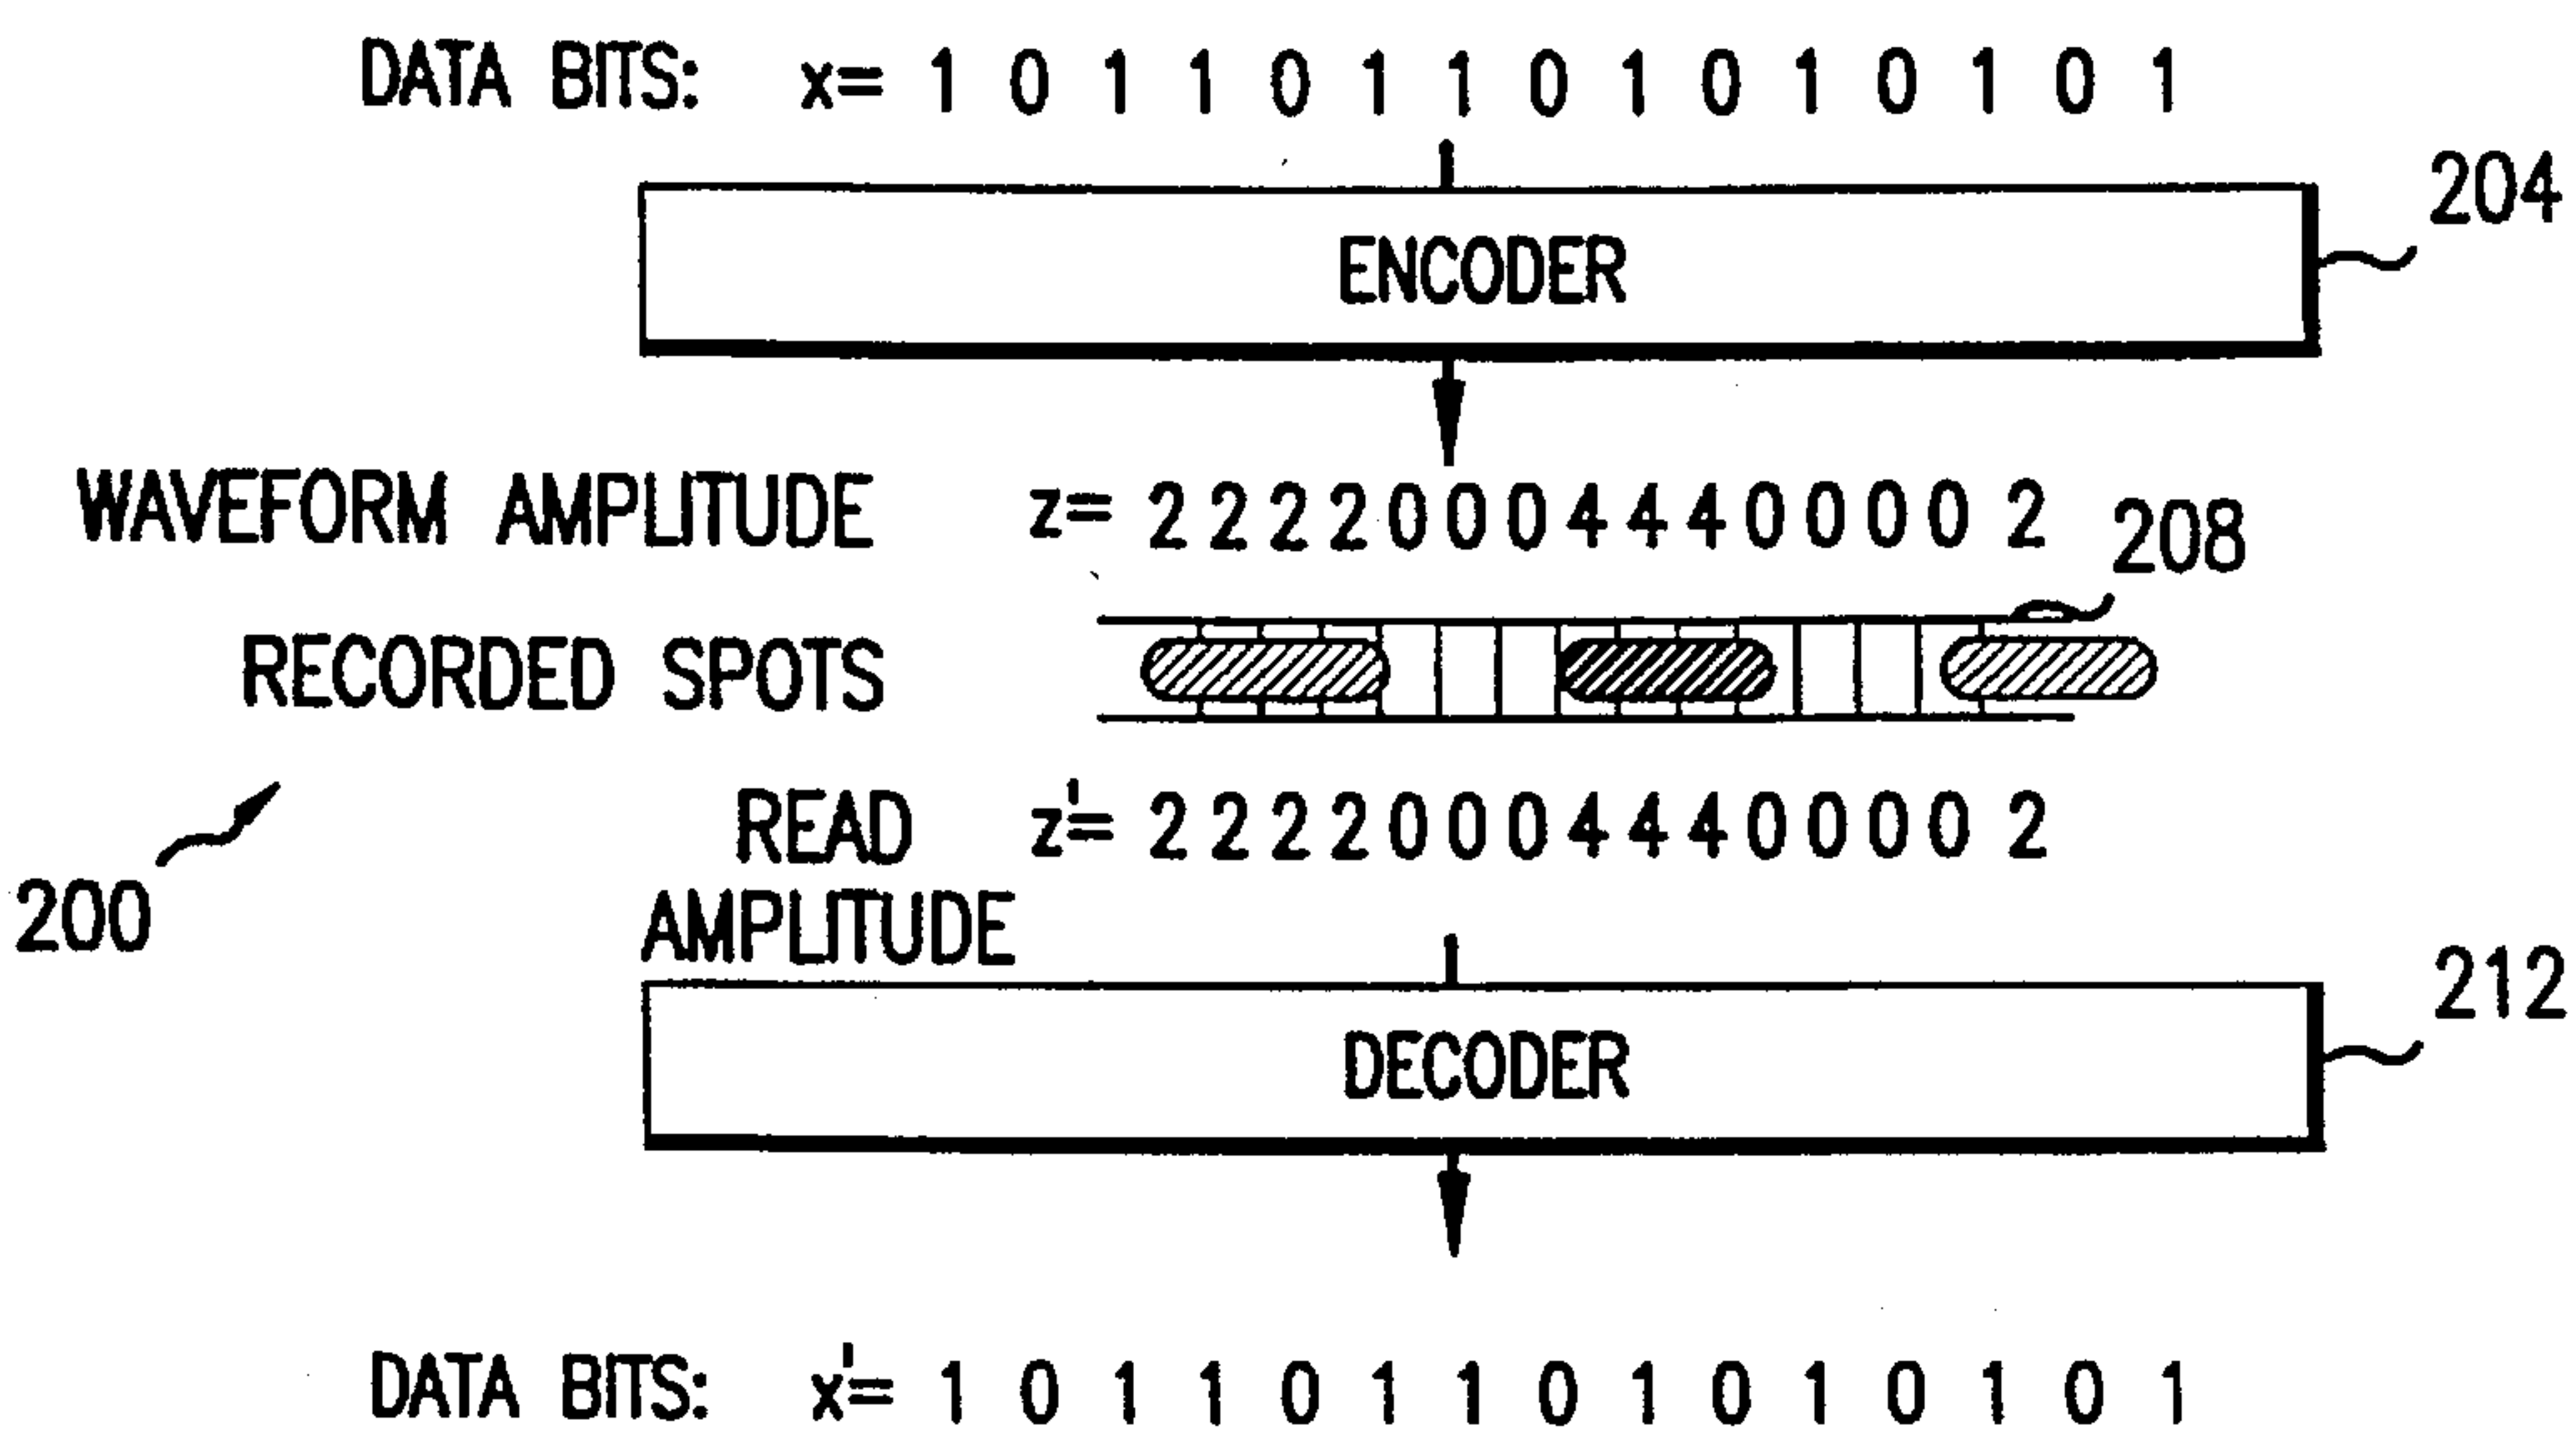 DATA BITS: x= 1 0 1 1 0 1 1 0 1 0 1 0 1 0 1
204
ENCODER
WAVEFORM AMPLITUDE z= 2 2 2 2 0 0 0 4 4 4 0 0 0 0 2
208
RECORDED SPOTS
READ z'= 2 2 2 2 0 0 0 4 4 4 0 0 0 0 2
AMPLITUDE
200
212
DECODER
DATA BITS: x'= 1 0 1 1 0 1 1 0 1 0 1 0 1 0 1